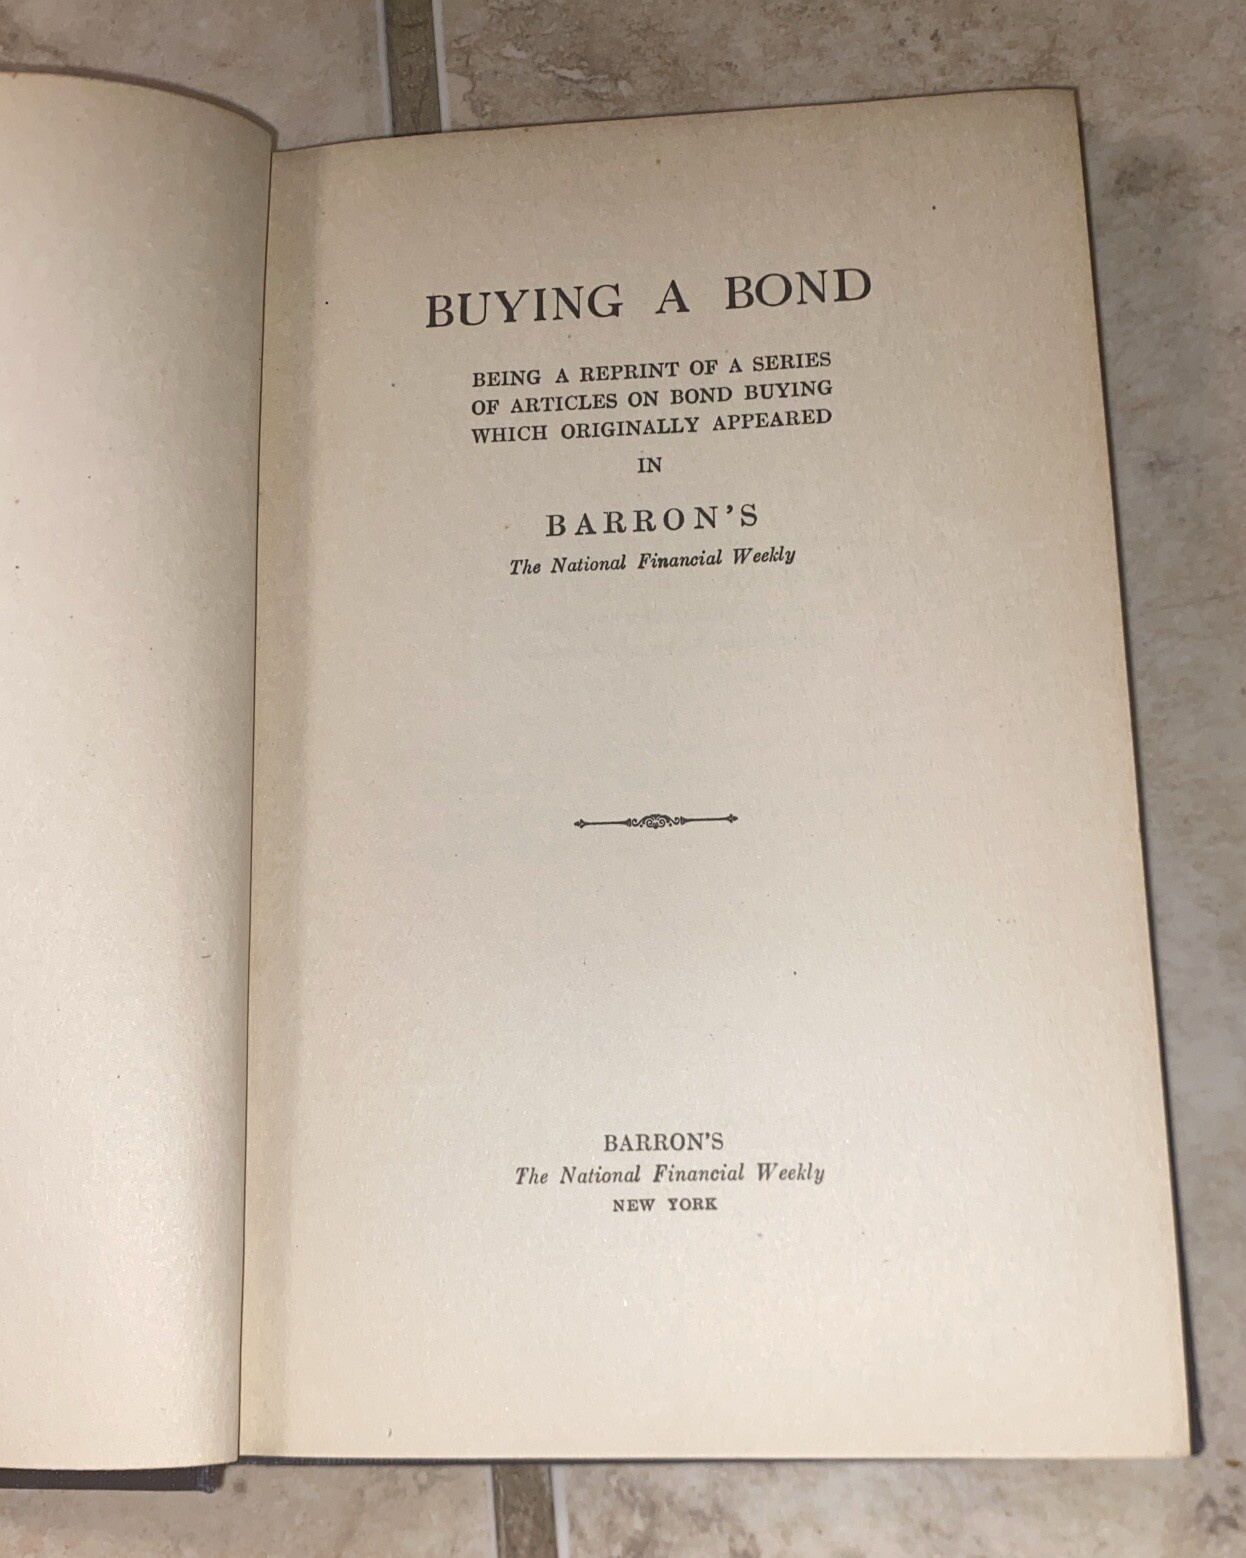 BUYING A BOND
BEING A REPRINT OF A SERIES
OF ARTICLES ON BOND BUYING
WHICH ORIGINALLY APPEARED
IN
BARRON'S
The National Financial Weekly
BARRON'S
The National Financial Weekly
NEW YORK